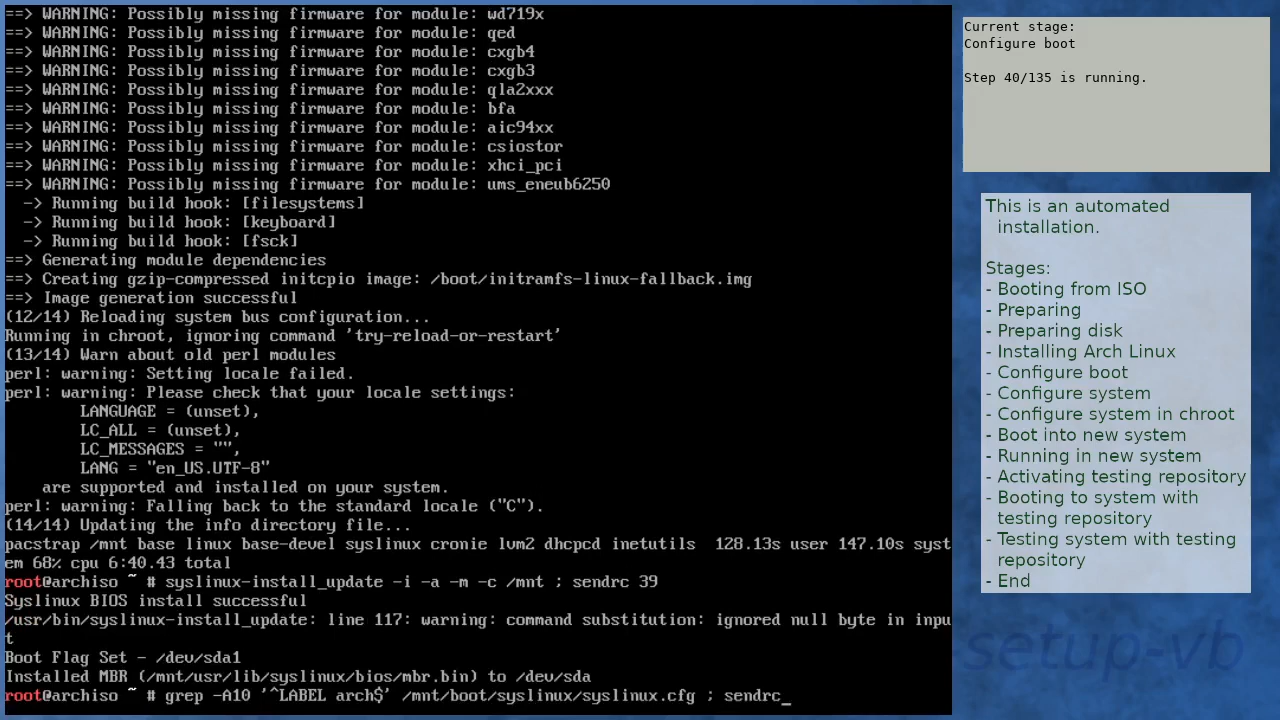 ==> WARNING: Possibly missing firmware for module: wd719x
==> WARNING: Possibly missing firmware for module: qed
==> WARNING: Possibly missing firmware for module: cxgb4
==> WARNING: Possibly missing firmware for module: cxgb3
==> WARNING: Possibly missing firmware for module: qla2xxx
==> WARNING: Possibly missing firmware for module: bfa
==> WARNING: Possibly missing firmware for module: aic94xx
==> WARNING: Possibly missing firmware for module: csiostor
==> WARNING: Possibly missing firmware for module: xhci_pci
==> WARNING: Possibly missing firmware for module: ums_eneub6250
  -> Running build hook: [filesystems]
  -> Running build hook: [keyboard]
  -> Running build hook: [fsck]
==> Generating module dependencies
==> Creating gzip-compressed initcpio image: /boot/initramfs-linux-fallback.img
==> Image generation successful
(12/14) Reloading system bus configuration...
Running in chroot, ignoring command 'try-reload-or-restart'
(13/14) Warn about old perl modules
perl: warning: Setting locale failed.
perl: warning: Please check that your locale settings:
        LANGUAGE = (unset),
        LC_ALL = (unset),
        LC_MESSAGES = "",
        LANG = "en_US.UTF-8"
    are supported and installed on your system.
perl: warning: Falling back to the standard locale ("C").
(14/14) Updating the info directory file...
pacstrap /mnt base linux base-devel syslinux cronie lvm2 dhcpcd inetutils  128.13s user 147.10s syst
em 68% cpu 6:40.43 total
root@archiso ~ # syslinux-install_update -i -a -m -c /mnt ; sendrc 39
Syslinux BIOS install successful
/usr/bin/syslinux-install_update: line 117: warning: command substitution: ignored null byte in inpu
t
Boot Flag Set - /dev/sda1
Installed MBR (/mnt/usr/lib/syslinux/bios/mbr.bin) to /dev/sda
root@archiso ~ # grep -A10 '^LABEL arch$' /mnt/boot/syslinux/syslinux.cfg ; sendrc_
Current stage:
Configure boot
Step 40/135 is running.
This is an automated
installation.
Stages:
- Booting from ISO
- Preparing
- Preparing disk
- Installing Arch Linux
- Configure boot
- Configure system
- Configure system in chroot
- Boot into new system
- Running in new system
- Activating testing repository
- Booting to system with
testing repository
- Testing system with testing
repository
- End
setup-vb